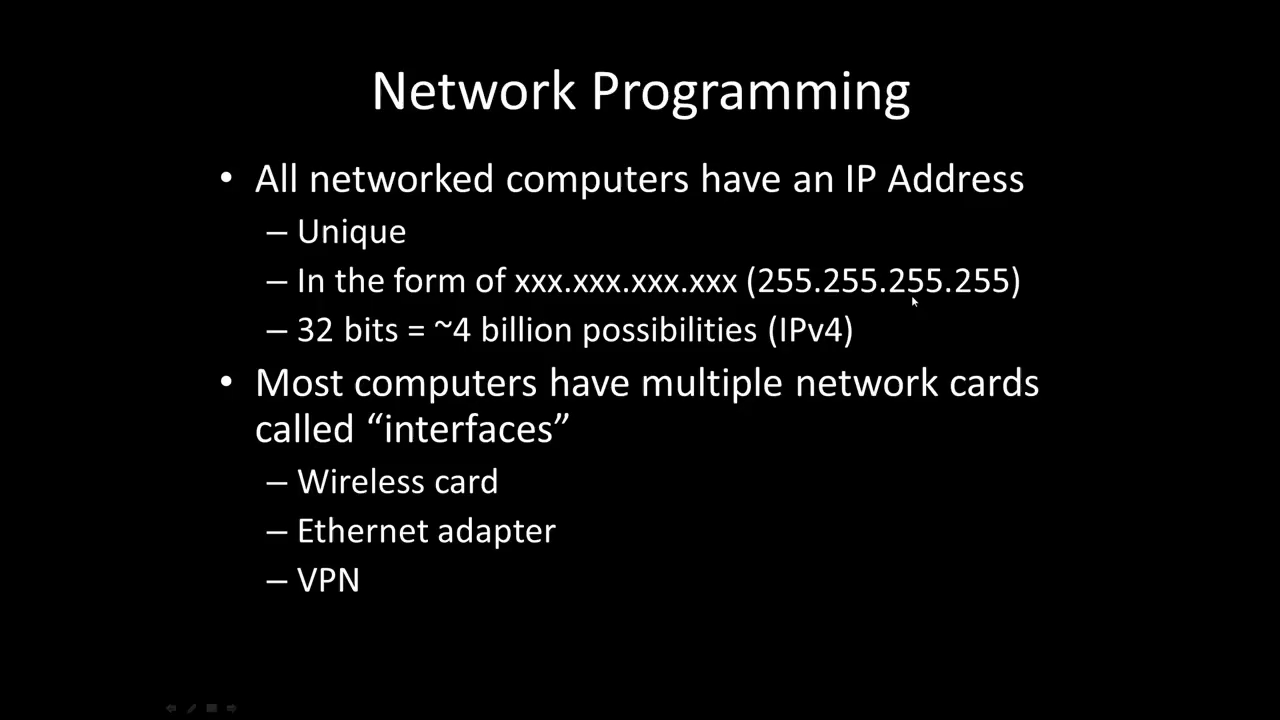 Network Programming
• All networked computers have an IP Address
– Unique
– In the form of xxx.xxx.xxx.xxx (255.255.255.255)
– 32 bits = ~4 billion possibilities (IPv4)
• Most computers have multiple network cards
called “interfaces”
– Wireless card
– Ethernet adapter
– VPN